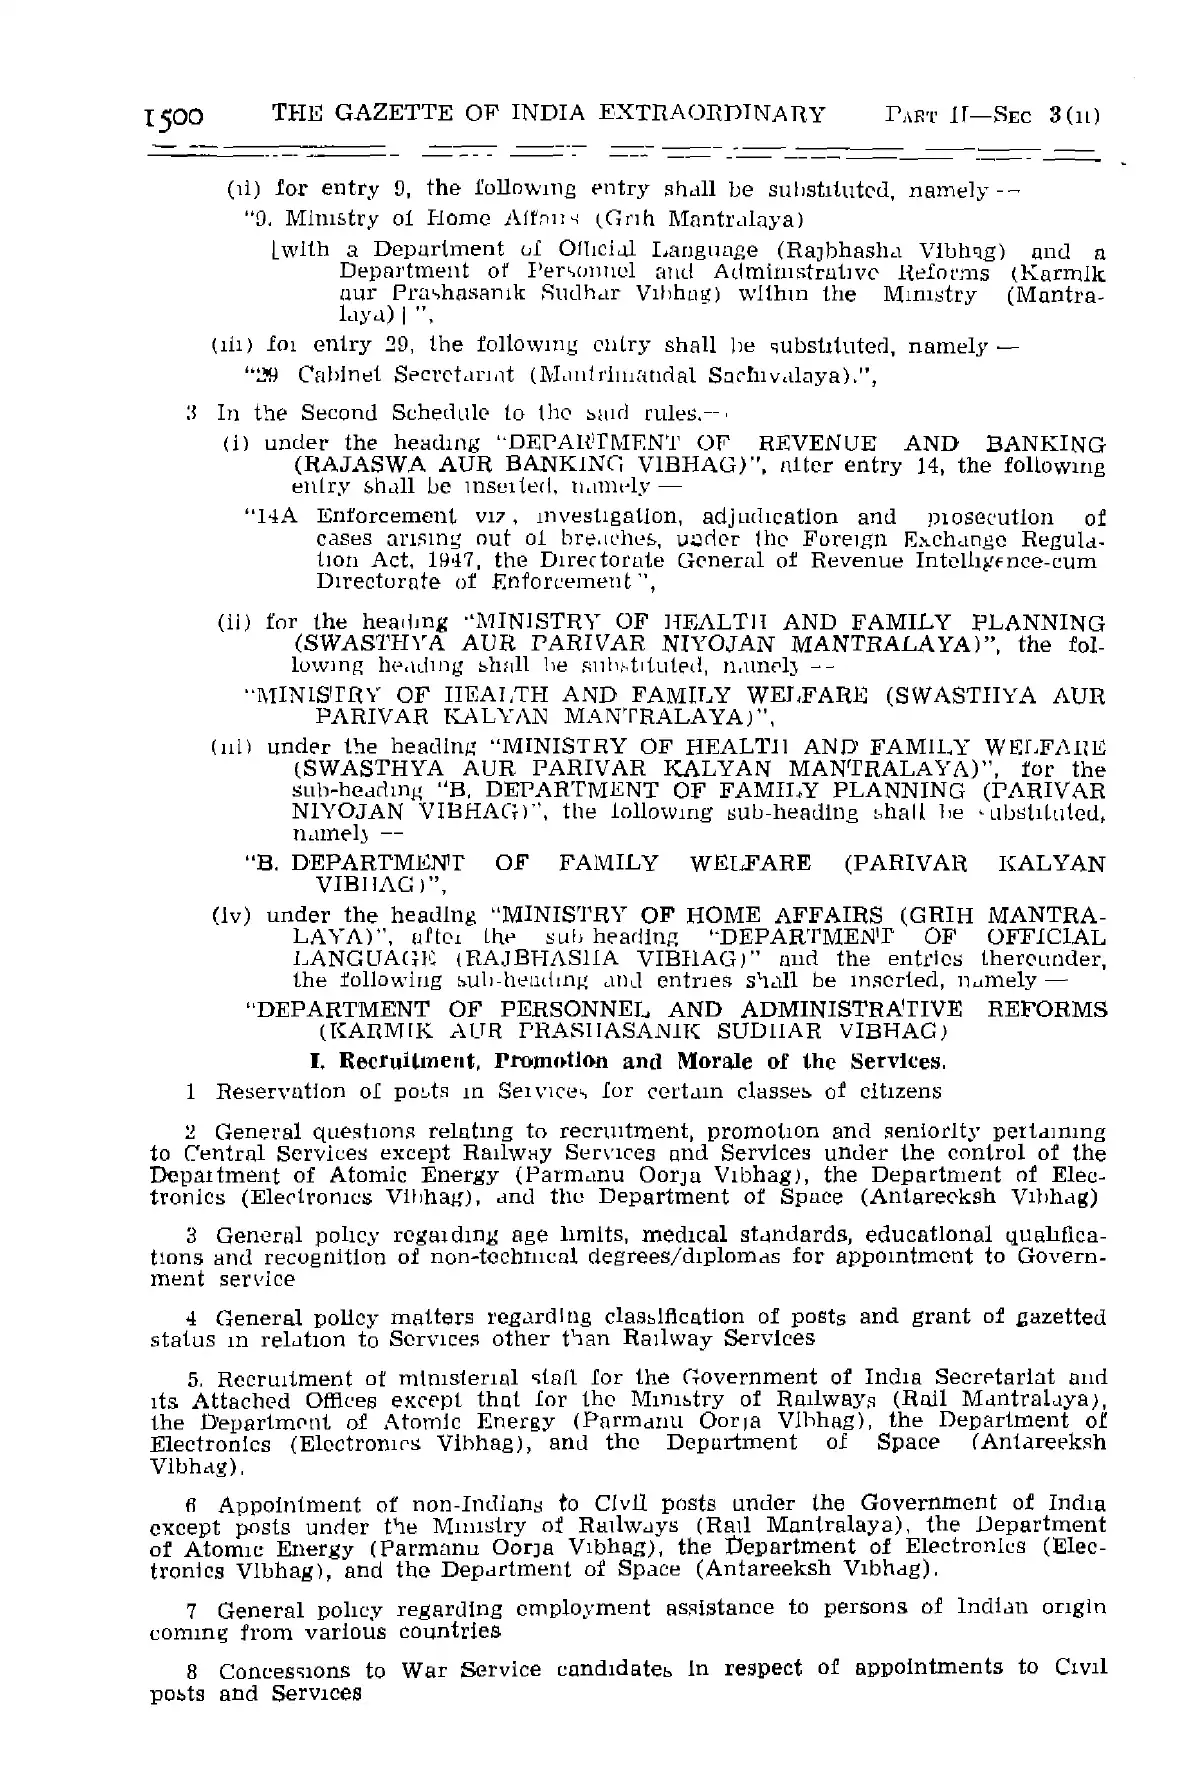 1500 THE GAZETTE OF INDIA EXTRAORDINARY PART II—SEC 3(ii)
(ii) for entry 9, the following entry shall be substituted, namely --
"9. Ministry of Home Affairs (Grih Mantralaya)
[with a Department of Official Language (Rajbhasha Vibhag) and a
Department of Personnel and Administrative Reforms (Karmik
aur Prashasanik Sudhar Vibhag) within the Ministry (Mantra-
laya)]",
(iii) for entry 29, the following entry shall be substituted, namely —
"29 Cabinet Secretariat (Mantrimandal Sachivalaya).",
3 In the Second Schedule to the said rules.—
(i) under the heading "DEPARTMENT OF REVENUE AND BANKING
(RAJASWA AUR BANKING VIBHAG)", after entry 14, the following
entry shall be inserted, namely —
"14A Enforcement viz, investigation, adjudication and prosecution of
cases arising out of breaches, under the Foreign Exchange Regula-
tion Act, 1947, the Directorate General of Revenue Intelligence-cum
Directorate of Enforcement",
(ii) for the heading "MINISTRY OF HEALTH AND FAMILY PLANNING
(SWASTHYA AUR PARIVAR NIYOJAN MANTRALAYA)", the fol-
lowing heading shall be substituted, namely --
"MINISTRY OF HEALTH AND FAMILY WELFARE (SWASTHYA AUR
PARIVAR KALYAN MANTRALAYA)",
(iii) under the heading "MINISTRY OF HEALTH AND FAMILY WELFARE
(SWASTHYA AUR PARIVAR KALYAN MANTRALAYA)", for the
sub-heading "B. DEPARTMENT OF FAMILY PLANNING (PARIVAR
NIYOJAN VIBHAG)", the following sub-heading shall be substituted,
namely —
"B. DEPARTMENT OF FAMILY WELFARE (PARIVAR KALYAN
VIBHAG)",
(iv) under the heading "MINISTRY OF HOME AFFAIRS (GRIH MANTRA-
LAYA)", after the sub heading "DEPARTMENT OF OFFICIAL
LANGUAGE (RAJBHASHA VIBHAG)" and the entries thereunder,
the following sub-heading and entries shall be inserted, namely —
"DEPARTMENT OF PERSONNEL AND ADMINISTRATIVE REFORMS
(KARMIK AUR PRASHASANIK SUDHAR VIBHAG)
I. Recruitment, Promotion and Morale of the Services.
1 Reservation of posts in Services for certain classes of citizens
2 General questions relating to recruitment, promotion and seniority pertaining
to Central Services except Railway Services and Services under the control of the
Department of Atomic Energy (Parmanu Oorja Vibhag), the Department of Elec-
tronics (Electronics Vibhag), and the Department of Space (Antareeksh Vibhag)
3 General policy regarding age limits, medical standards, educational qualifica-
tions and recognition of non-technical degrees/diplomas for appointment to Govern-
ment service
4 General policy matters regarding classification of posts and grant of gazetted
status in relation to Services other than Railway Services
5. Recruitment of ministerial staff for the Government of India Secretariat and
its Attached Offices except that for the Ministry of Railways (Rail Mantralaya),
the Department of Atomic Energy (Parmanu Oorja Vibhag), the Department of
Electronics (Electronics Vibhag), and the Department of Space (Antareeksh
Vibhag).
6 Appointment of non-Indians to Civil posts under the Government of India
except posts under the Ministry of Railways (Rail Mantralaya), the Department
of Atomic Energy (Parmanu Oorja Vibhag), the Department of Electronics (Elec-
tronics Vibhag), and the Department of Space (Antareeksh Vibhag).
7 General policy regarding employment assistance to persons of Indian origin
coming from various countries
8 Concessions to War Service candidates in respect of appointments to Civil
posts and Services